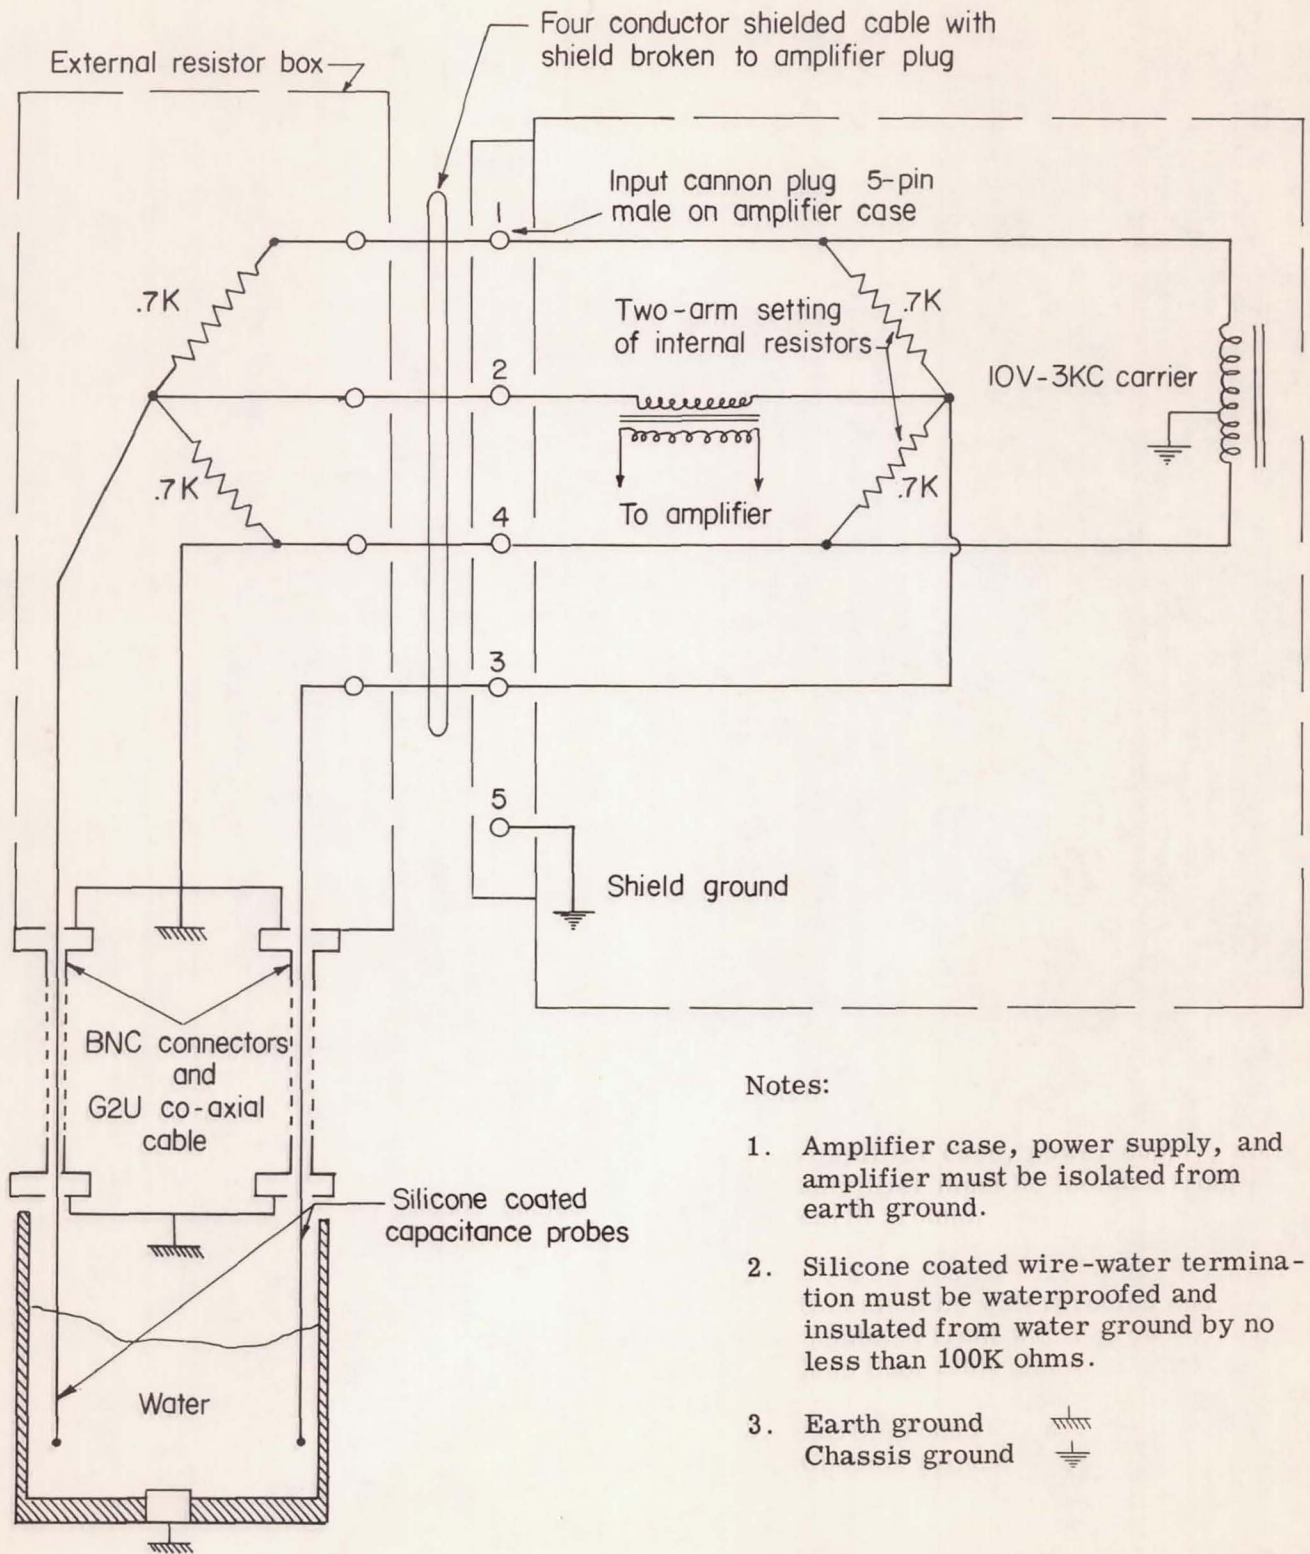 Four conductor shielded cable with
shield broken to amplifier plug
External resistor box
Input cannon plug 5-pin
male on amplifier case
1
.7K
Two-arm setting
of internal resistors
.7K
2
10V-3KC carrier
.7K
.7K
To amplifier
4
3
5
Shield ground
BNC connectors
and
G2U co-axial
cable
Silicone coated
capacitance probes
Water
Notes:
1. Amplifier case, power supply, and
amplifier must be isolated from
earth ground.
2. Silicone coated wire-water termina-
tion must be waterproofed and
insulated from water ground by no
less than 100K ohms.
3. Earth ground
Chassis ground